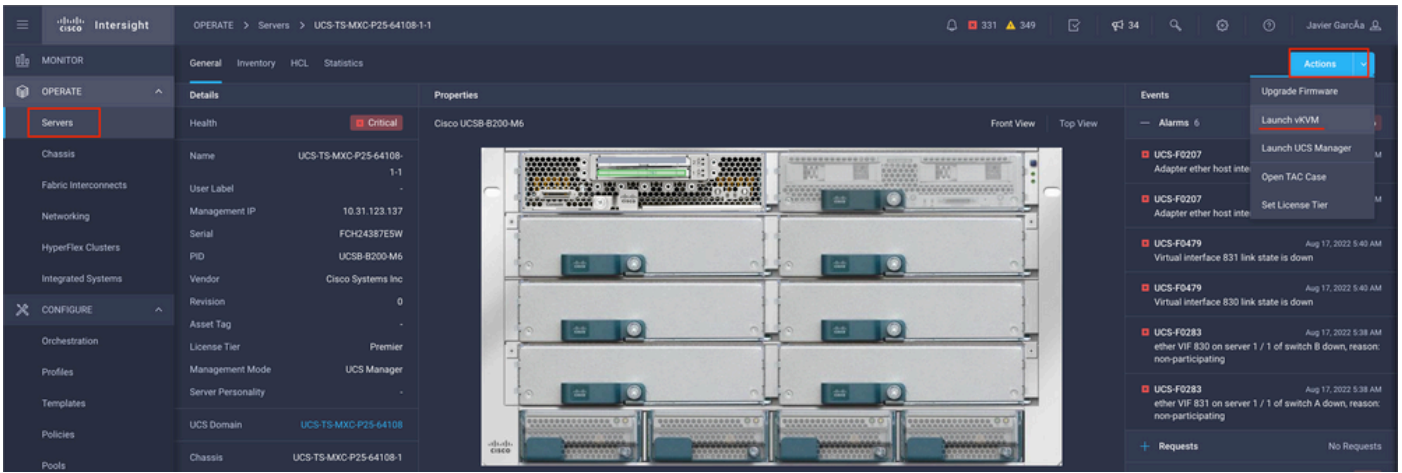 cisco Intersight
OPERATE > Servers > UCS-TS-MXC-P25-64108-1-1
331 349
34
Javier GarcÃa
MONITOR
OPERATE
Servers
Chassis
Fabric Interconnects
Networking
HyperFlex Clusters
Integrated Systems
CONFIGURE
Orchestration
Profiles
Templates
Policies
Pools
General Inventory HCL Statistics
Actions
Upgrade Firmware
Launch vKVM
Launch UCS Manager
Open TAC Case
Set License Tier
Details
Health Critical
Name UCS-TS-MXC-P25-64108-
1-1
User Label -
Management IP 10.31.123.137
Serial FCH24387E5W
PID UCSB-B200-M6
Vendor Cisco Systems Inc
Revision 0
Asset Tag -
License Tier Premier
Management Mode UCS Manager
Server Personality -
UCS Domain UCS-TS-MXC-P25-64108
Chassis UCS-TS-MXC-P25-64108-1
Properties
Cisco UCSB-B200-M6 Front View Top View
cisco
Events
Alarms 6
UCS-F0207
Adapter ether host inte
UCS-F0207
Adapter ether host inte
UCS-F0479 Aug 17, 2022 5:40 AM
Virtual interface 831 link state is down
UCS-F0479 Aug 17, 2022 5:40 AM
Virtual interface 830 link state is down
UCS-F0283 Aug 17, 2022 5:38 AM
ether VIF 830 on server 1 / 1 of switch B down, reason:
non-participating
UCS-F0283 Aug 17, 2022 5:38 AM
ether VIF 831 on server 1 / 1 of switch A down, reason:
non-participating
Requests No Requests